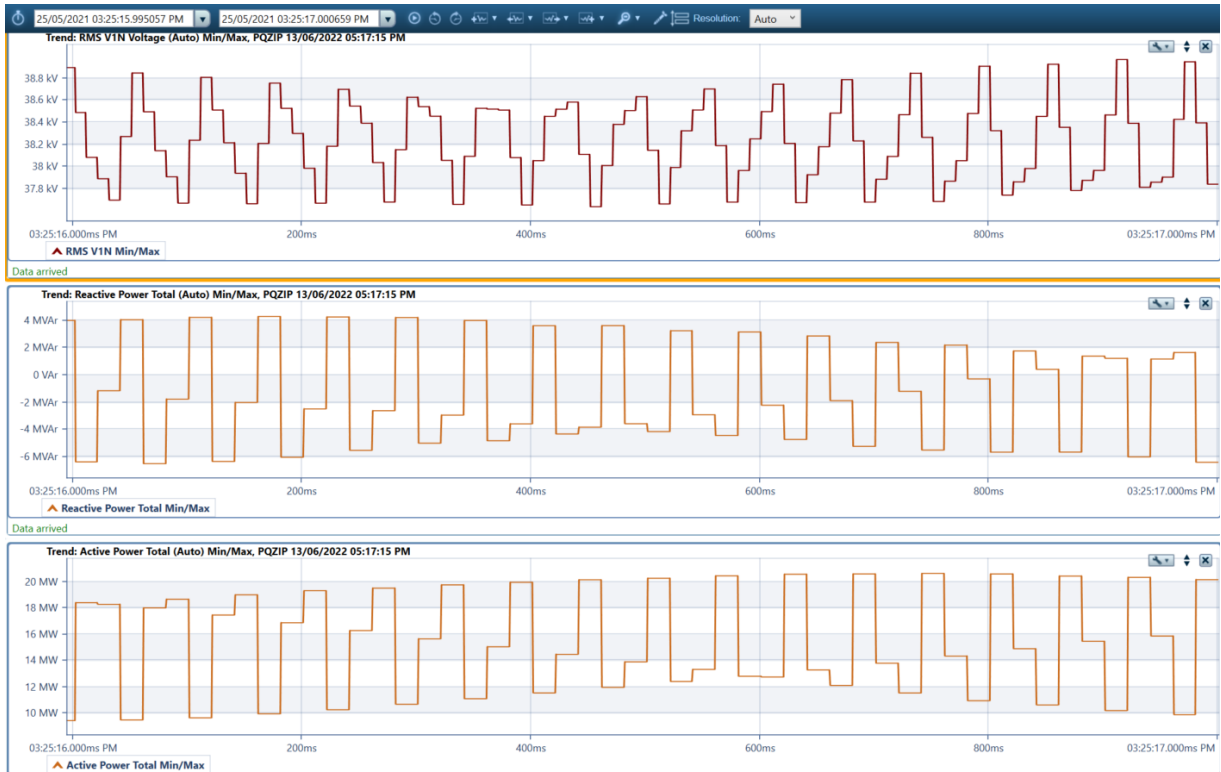 25/05/2021 03:25:15.995057 PM 25/05/2021 03:25:17.000659 PM Resolution: Auto
Trend: RMS V1N Voltage (Auto) Min/Max, PQZIP 13/06/2022 05:17:15 PM
38.8 kV
38.6 kV
38.4 kV
38.2 kV
38 kV
37.8 kV
03:25:16.000ms PM 200ms 400ms 600ms 800ms 03:25:17.000ms PM
RMS V1N Min/Max
Data arrived
Trend: Reactive Power Total (Auto) Min/Max, PQZIP 13/06/2022 05:17:15 PM
4 MVAr
2 MVAr
0 VAr
-2 MVAr
-4 MVAr
-6 MVAr
03:25:16.000ms PM 200ms 400ms 600ms 800ms 03:25:17.000ms PM
Reactive Power Total Min/Max
Data arrived
Trend: Active Power Total (Auto) Min/Max, PQZIP 13/06/2022 05:17:15 PM
20 MW
18 MW
16 MW
14 MW
12 MW
10 MW
03:25:16.000ms PM 200ms 400ms 600ms 800ms 03:25:17.000ms PM
Active Power Total Min/Max